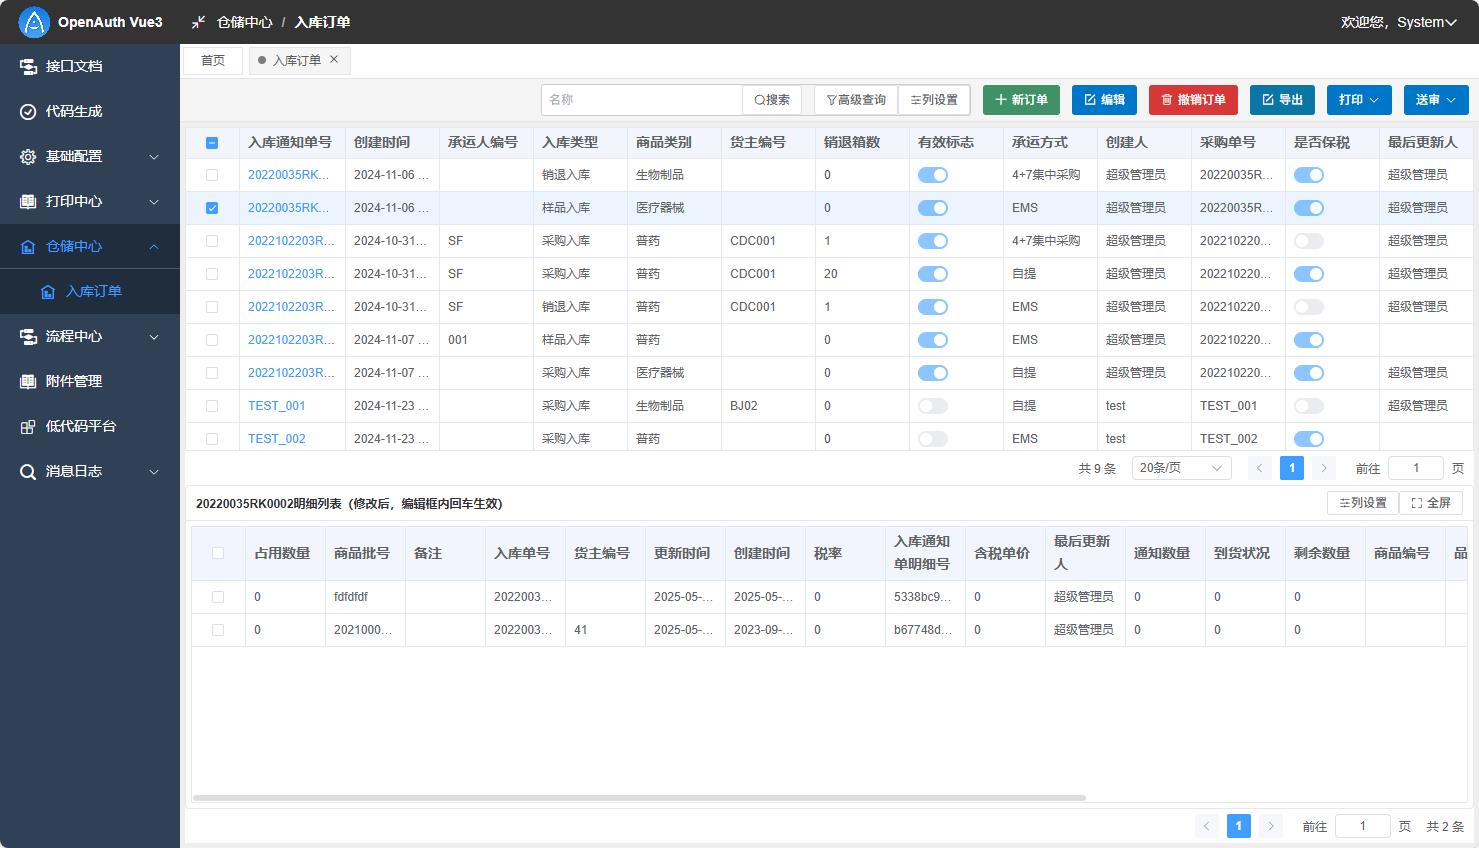 OpenAuth Vue3
仓储中心 / 入库订单
欢迎您，System
接口文档
代码生成
基础配置
打印中心
仓储中心
入库订单
流程中心
附件管理
低代码平台
消息日志
首页
入库订单
名称
搜索
高级查询
列设置
新订单
编辑
撤销订单
导出
打印
送审
入库通知单号 创建时间 承运人编号 入库类型 商品类别 货主编号 销退箱数 有效标志 承运方式 创建人 采购单号 是否保税 最后更新人
20220035RK... 2024-11-06 ... 销退入库 生物制品 0 4+7集中采购 超级管理员 20220035R... 超级管理员
20220035RK... 2024-11-06 ... 样品入库 医疗器械 0 EMS 超级管理员 20220035R... 超级管理员
2022102203R... 2024-10-31... SF 采购入库 普药 CDC001 1 4+7集中采购 超级管理员 202210220... 超级管理员
2022102203R... 2024-10-31... SF 采购入库 普药 CDC001 20 自提 超级管理员 202210220... 超级管理员
2022102203R... 2024-10-31... SF 销退入库 普药 CDC001 1 EMS 超级管理员 202210220... 超级管理员
2022102203R... 2024-11-07 ... 001 样品入库 普药 0 EMS 超级管理员 202210220...
2022102203R... 2024-11-07 ... 采购入库 医疗器械 0 自提 超级管理员 202210220... 超级管理员
TEST_001 2024-11-23 ... 采购入库 生物制品 BJ02 0 自提 test TEST_001 超级管理员
TEST_002 2024-11-23 ... 采购入库 普药 0 EMS test TEST_002
共 9 条 20条/页 1 前往 1 页
20220035RK0002明细列表（修改后，编辑框内回车生效）
列设置
全屏
占用数量 商品批号 备注 入库单号 货主编号 更新时间 创建时间 税率 入库通知单明细号 含税单价 最后更新人 通知数量 到货状况 剩余数量 商品编号 品
0 fdfdfdf 2022003... 2025-05-... 2025-05-... 0 5338bc9... 0 超级管理员 0 0 0
0 2021000... 2022003... 41 2025-05-... 2023-09-... 0 b67748d... 0 超级管理员 0 0 0
1 前往 1 页 共 2 条